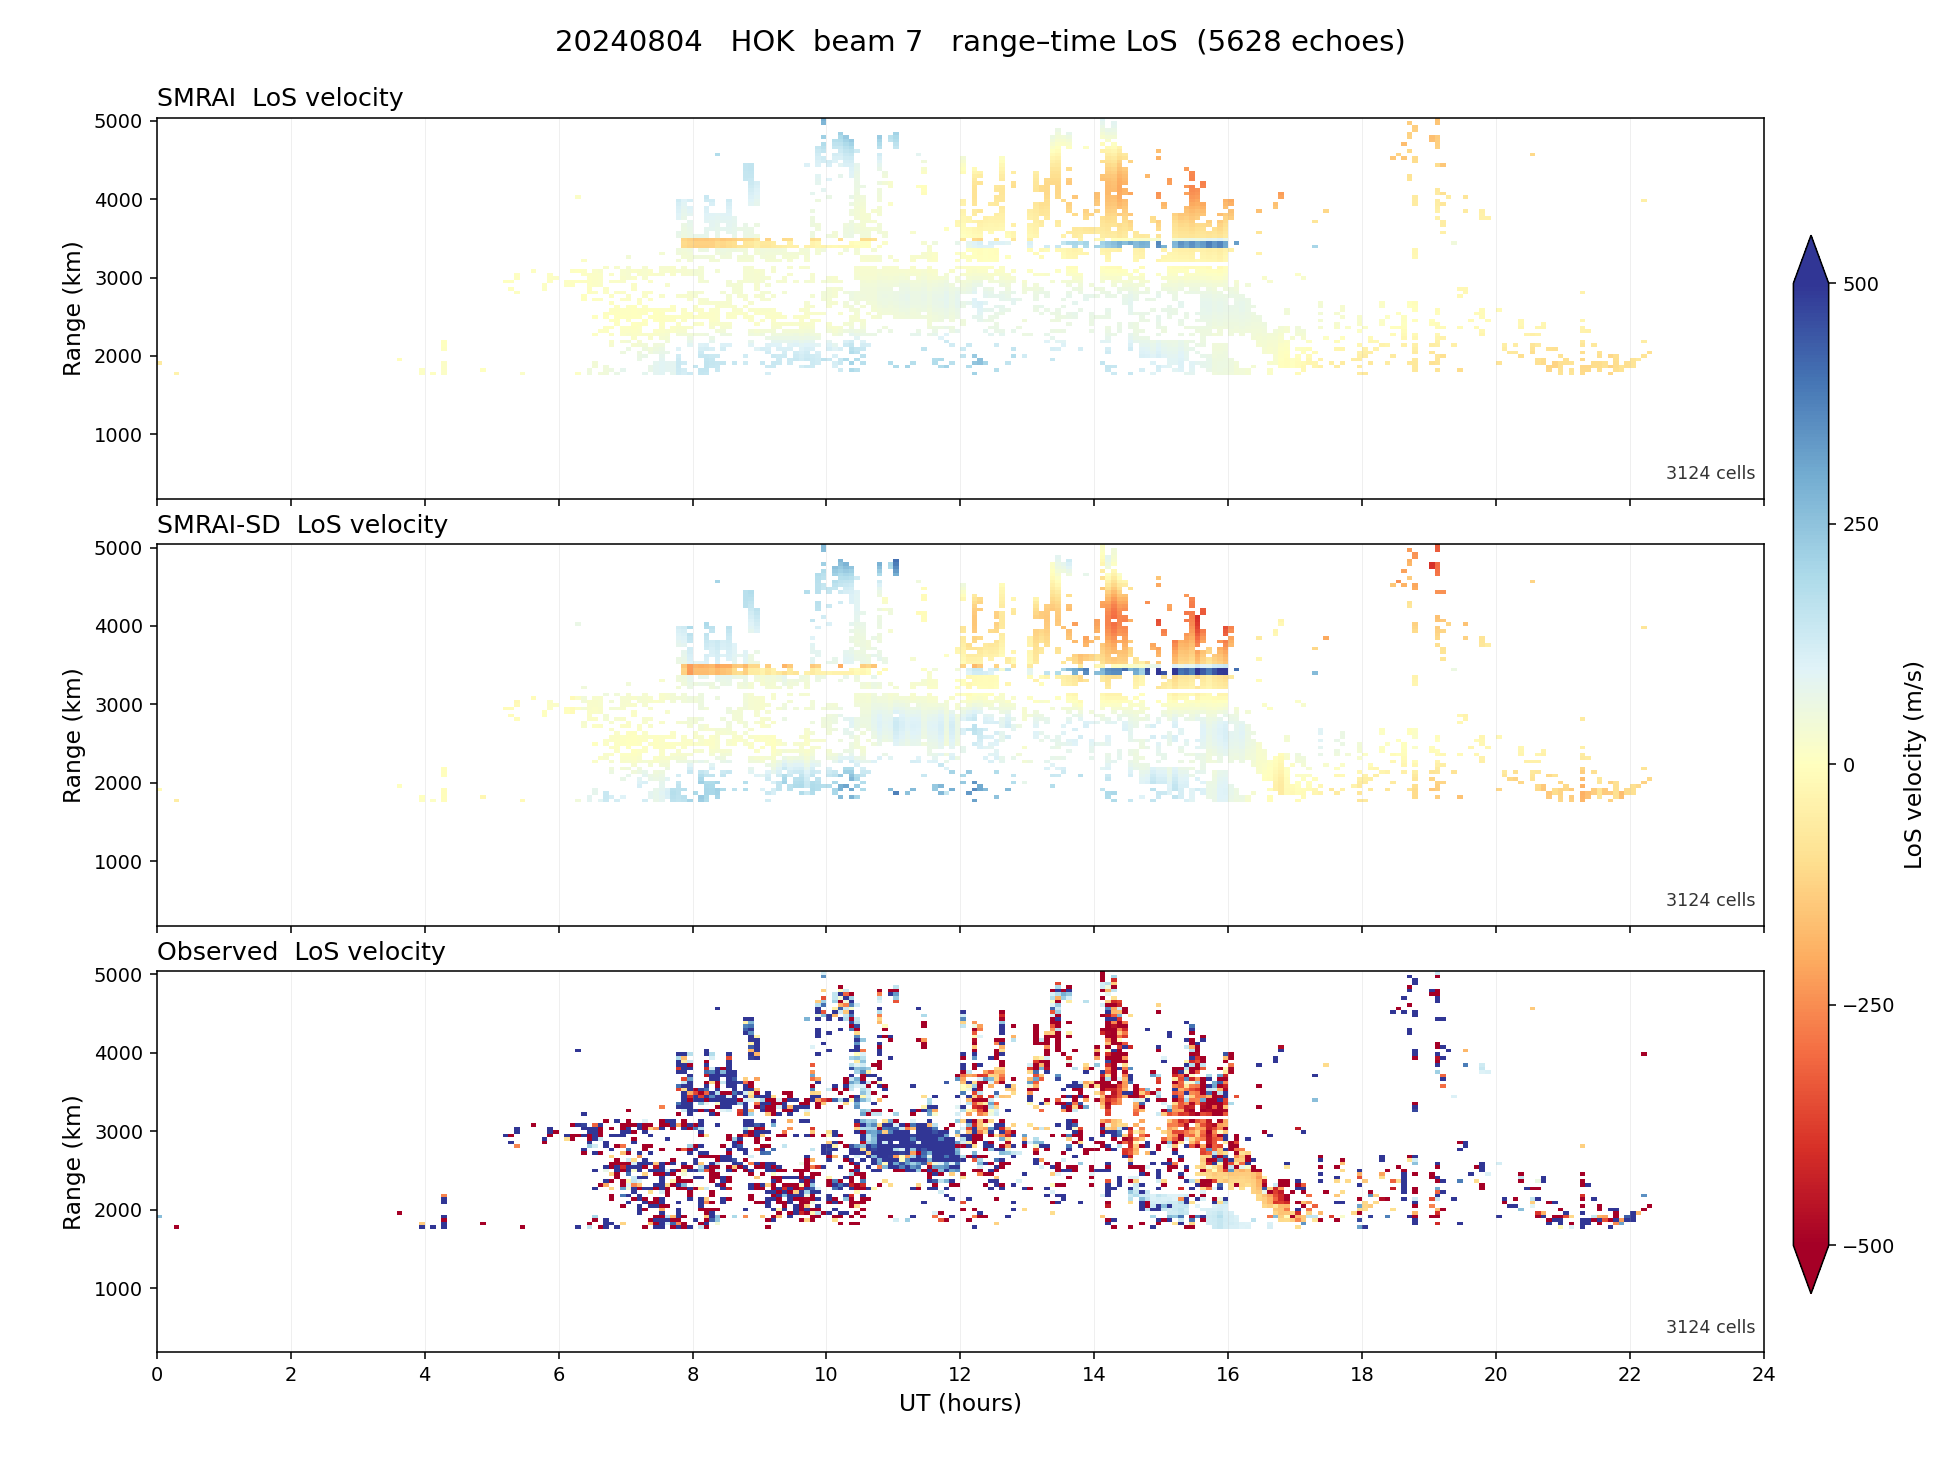 20240804 HOK beam 7 range–time LoS (5628 echoes)
SMRAI LoS velocity
5000
4000
3000
2000
1000
Range (km)
3124 cells
SMRAI-SD LoS velocity
5000
4000
3000
2000
1000
Range (km)
3124 cells
Observed LoS velocity
5000
4000
3000
2000
1000
Range (km)
3124 cells
0 2 4 6 8 10 12 14 16 18 20 22 24
UT (hours)
500
250
0
−250
−500
LoS velocity (m/s)